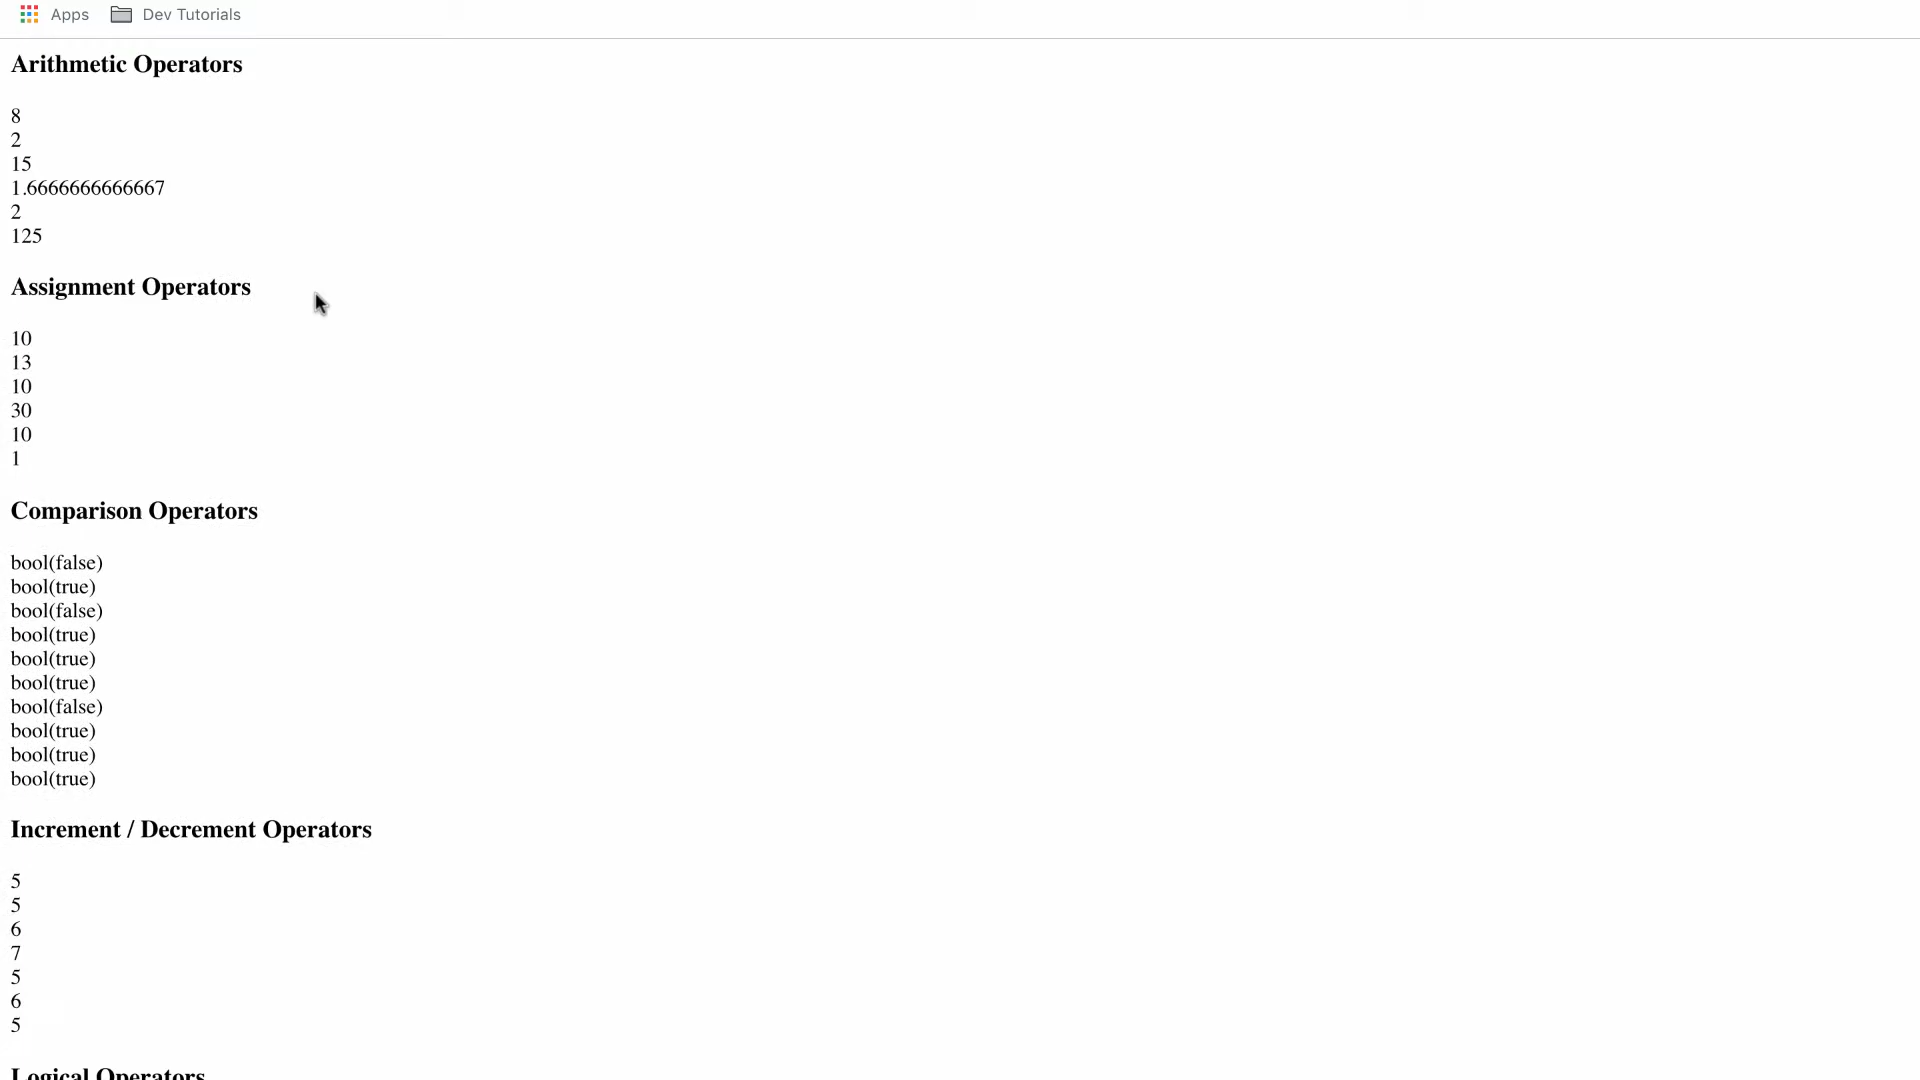 Apps Dev Tutorials
Arithmetic Operators
8
2
15
1.6666666666667
2
125
Assignment Operators
10
13
10
30
10
1
Comparison Operators
bool(false)
bool(true)
bool(false)
bool(true)
bool(true)
bool(true)
bool(false)
bool(true)
bool(true)
bool(true)
Increment / Decrement Operators
5
5
6
7
5
6
5
Logical Operators